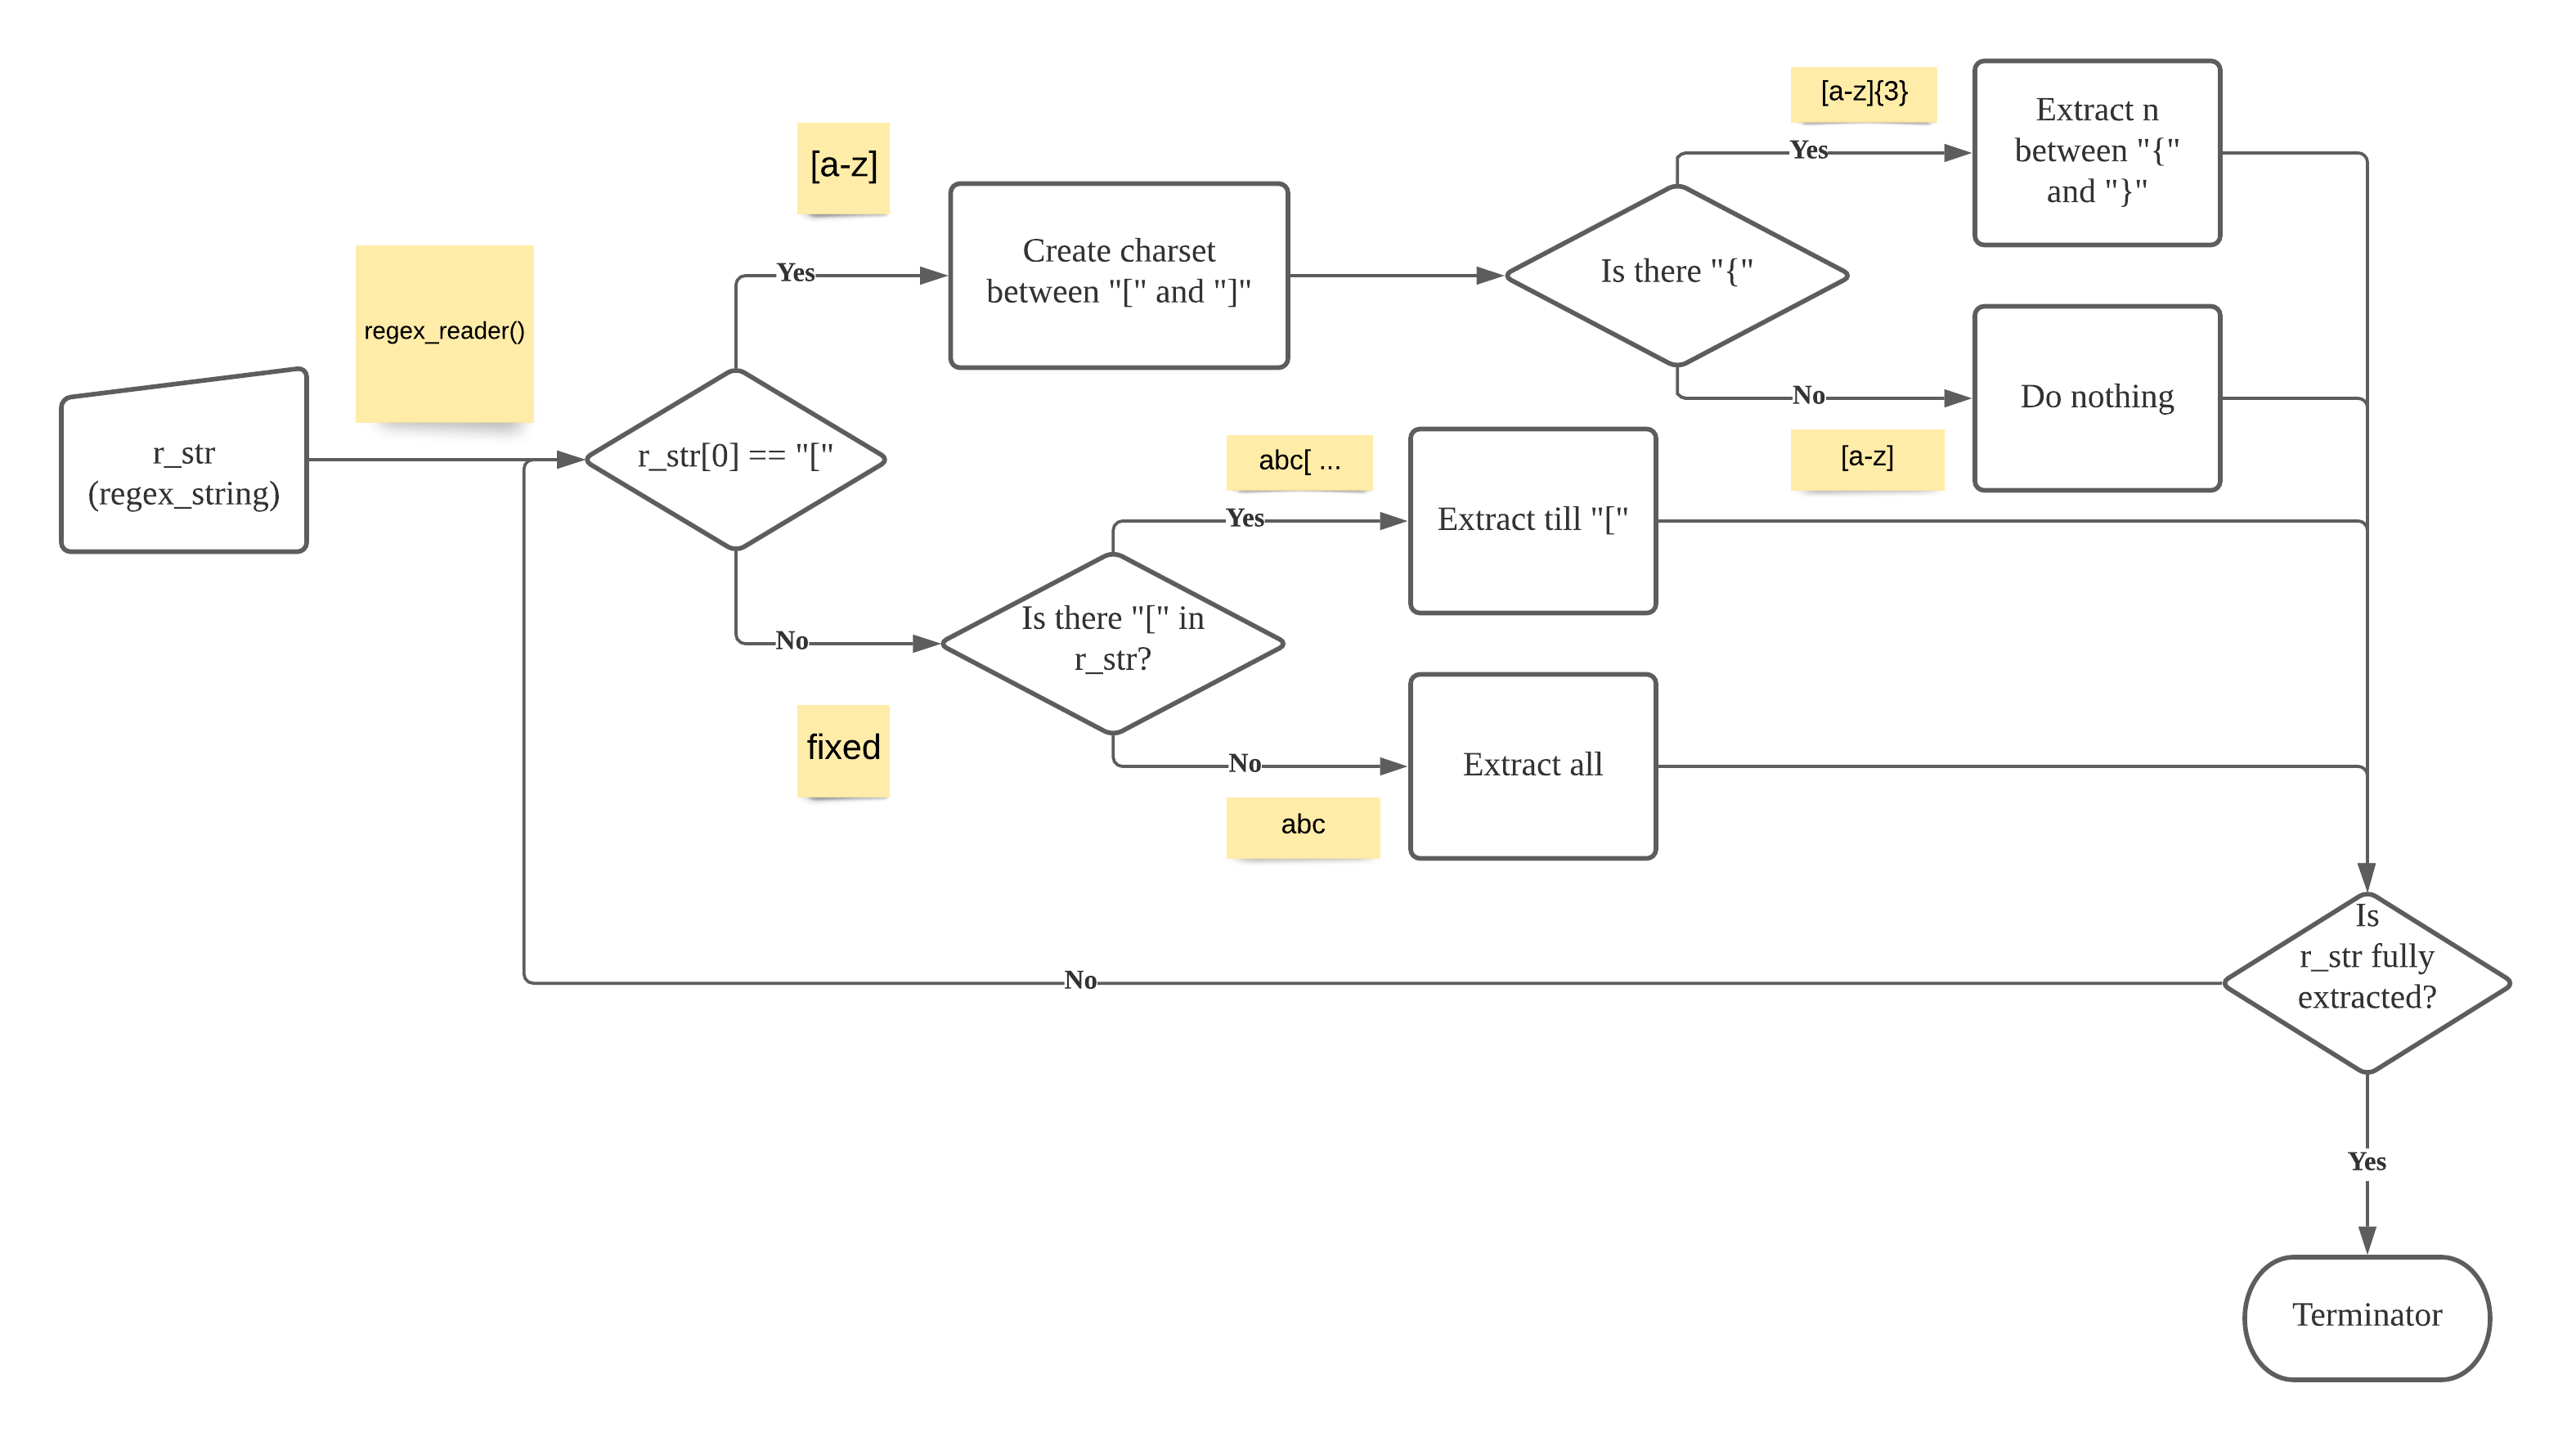 [a-z]{3}
Extract n
between "{"
and "}"
Yes
[a-z]
Create charset
between "[" and "]"
Yes
Is there "{"
regex_reader()
Do nothing
No
[a-z]
r_str
(regex_string)
r_str[0] == "["
abc[ ...
Yes
Extract till "["
Is there "[" in
r_str?
No
fixed
No
Extract all
abc
Is
r_str fully
extracted?
No
Yes
Terminator